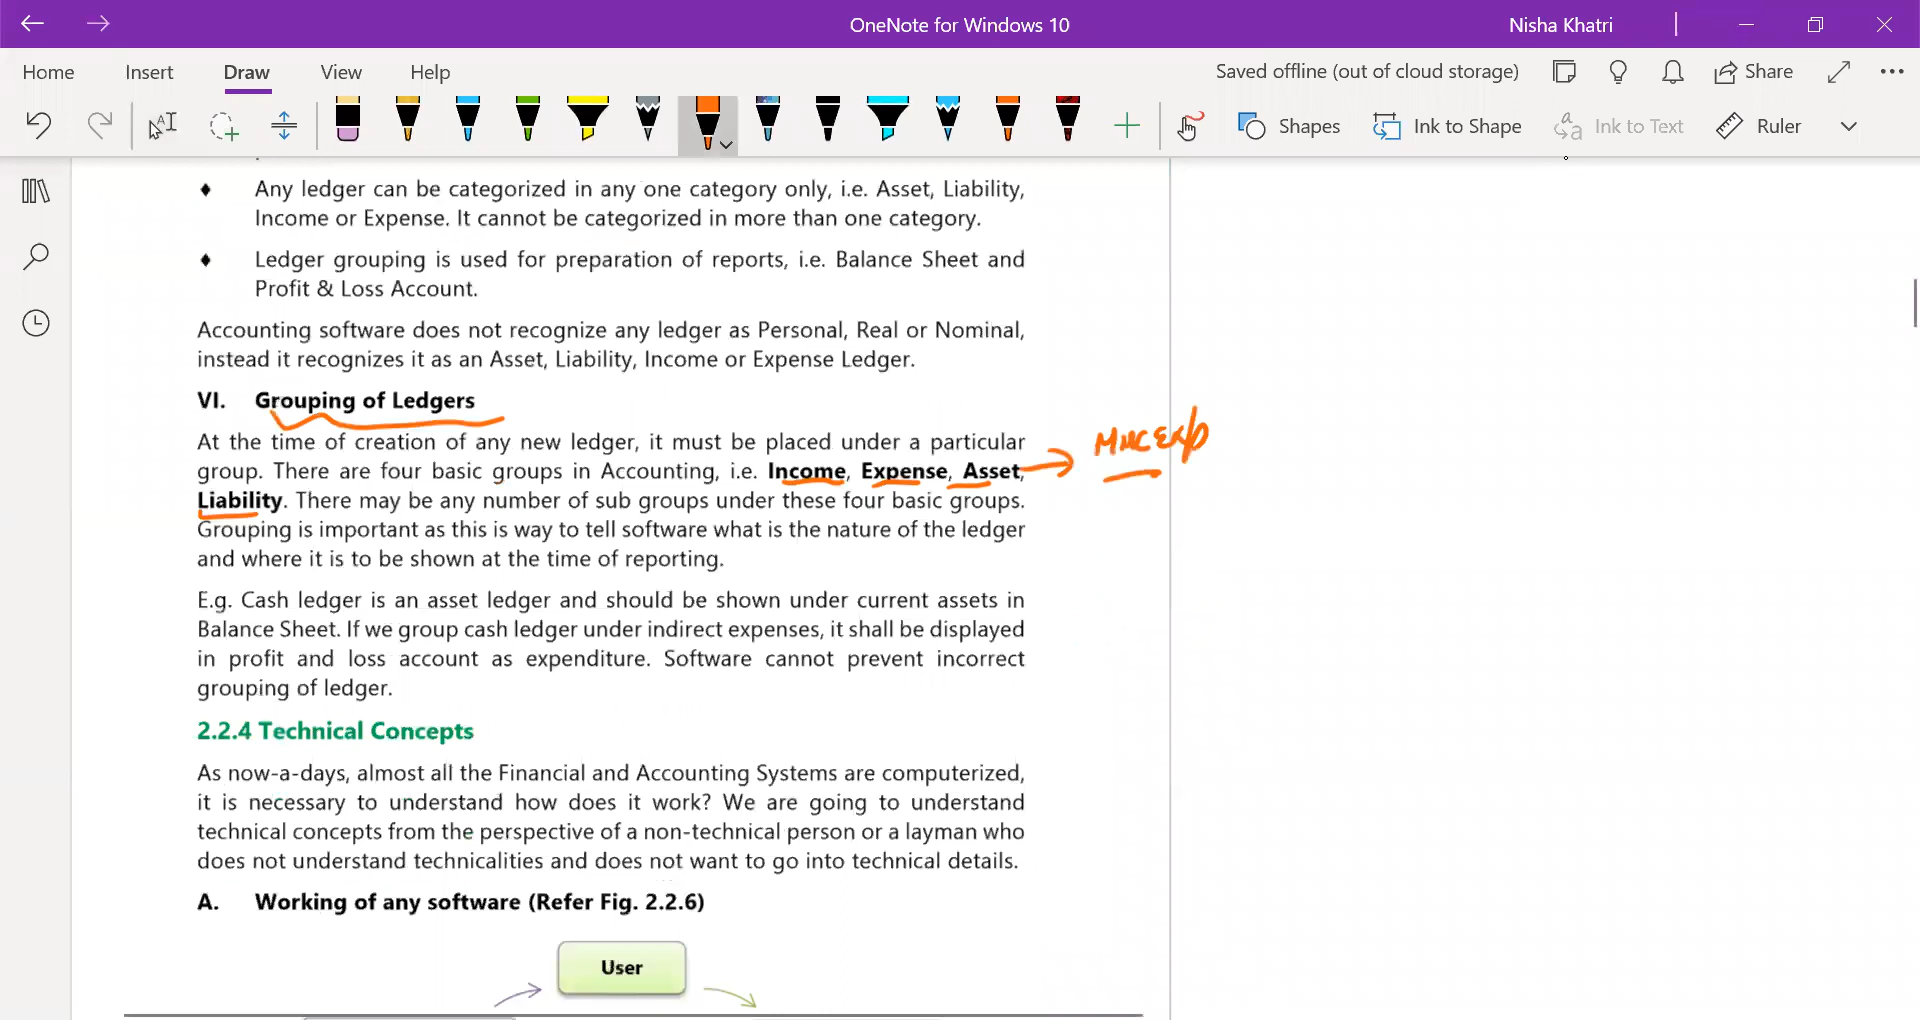 OneNote for Windows 10
Nisha Khatri
Home Insert Draw View Help
Saved offline (out of cloud storage)
Share
Shapes
Ink to Shape
Ink to Text
Ruler
♦ Any ledger can be categorized in any one category only, i.e. Asset, Liability,
Income or Expense. It cannot be categorized in more than one category.
♦ Ledger grouping is used for preparation of reports, i.e. Balance Sheet and
Profit & Loss Account.
Accounting software does not recognize any ledger as Personal, Real or Nominal,
instead it recognizes it as an Asset, Liability, Income or Expense Ledger.
VI. Grouping of Ledgers
At the time of creation of any new ledger, it must be placed under a particular
group. There are four basic groups in Accounting, i.e. Income, Expense, Asset,
Liability. There may be any number of sub groups under these four basic groups.
Grouping is important as this is way to tell software what is the nature of the ledger
and where it is to be shown at the time of reporting.
E.g. Cash ledger is an asset ledger and should be shown under current assets in
Balance Sheet. If we group cash ledger under indirect expenses, it shall be displayed
in profit and loss account as expenditure. Software cannot prevent incorrect
grouping of ledger.
2.2.4 Technical Concepts
As now-a-days, almost all the Financial and Accounting Systems are computerized,
it is necessary to understand how does it work? We are going to understand
technical concepts from the perspective of a non-technical person or a layman who
does not understand technicalities and does not want to go into technical details.
A. Working of any software (Refer Fig. 2.2.6)
User